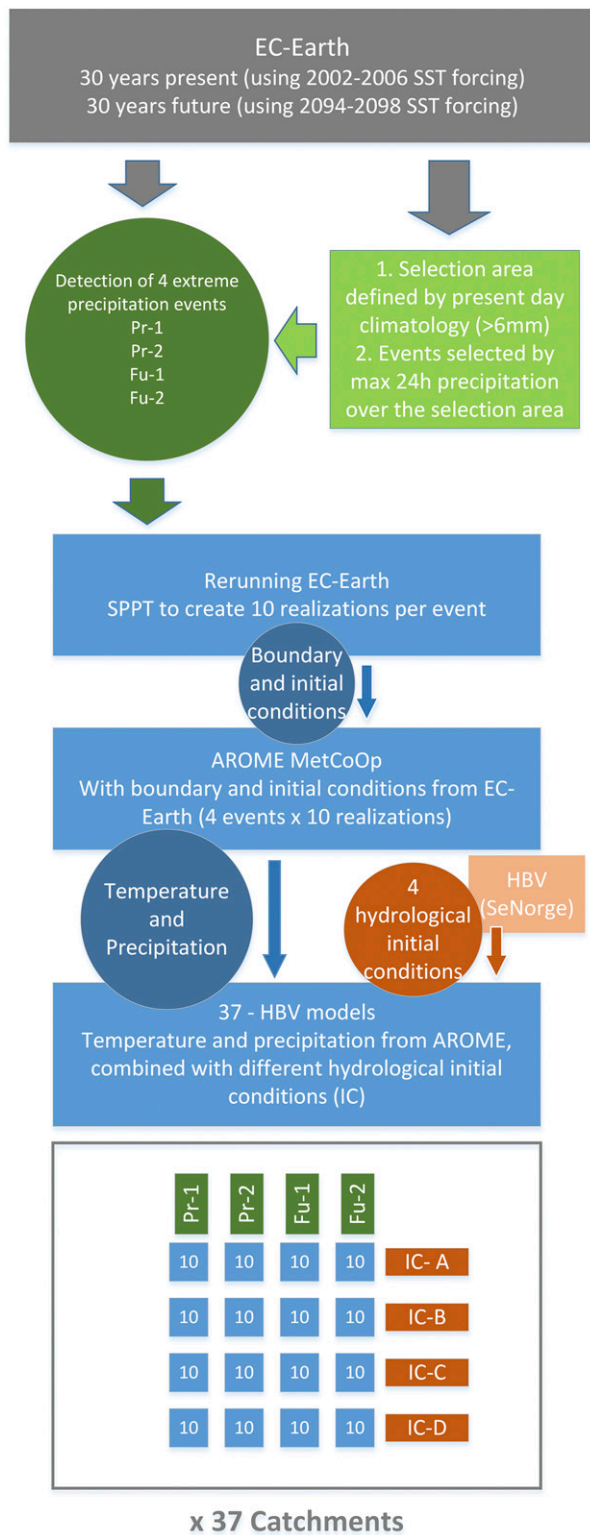 EC-Earth
30 years present (using 2002-2006 SST forcing)
30 years future (using 2094-2098 SST forcing)
Detection of 4 extreme
precipitation events
Pr-1
Pr-2
Fu-1
Fu-2
1. Selection area
defined by present day
climatology (>6mm)
2. Events selected by
max 24h precipitation
over the selection area
Rerunning EC-Earth
SPPT to create 10 realizations per event
Boundary
and initial
conditions
AROME MetCoOp
With boundary and initial conditions from EC-
Earth (4 events x 10 realizations)
Temperature
and
Precipitation
4
hydrological
initial
conditions
HBV
(SeNorge)
37 - HBV models
Temperature and precipitation from AROME,
combined with different hydrological initial
conditions (IC)
Pr-1 Pr-2 Fu-1 Fu-2
10 10 10 10 IC- A
10 10 10 10 IC-B
10 10 10 10 IC-C
10 10 10 10 IC-D
x 37 Catchments